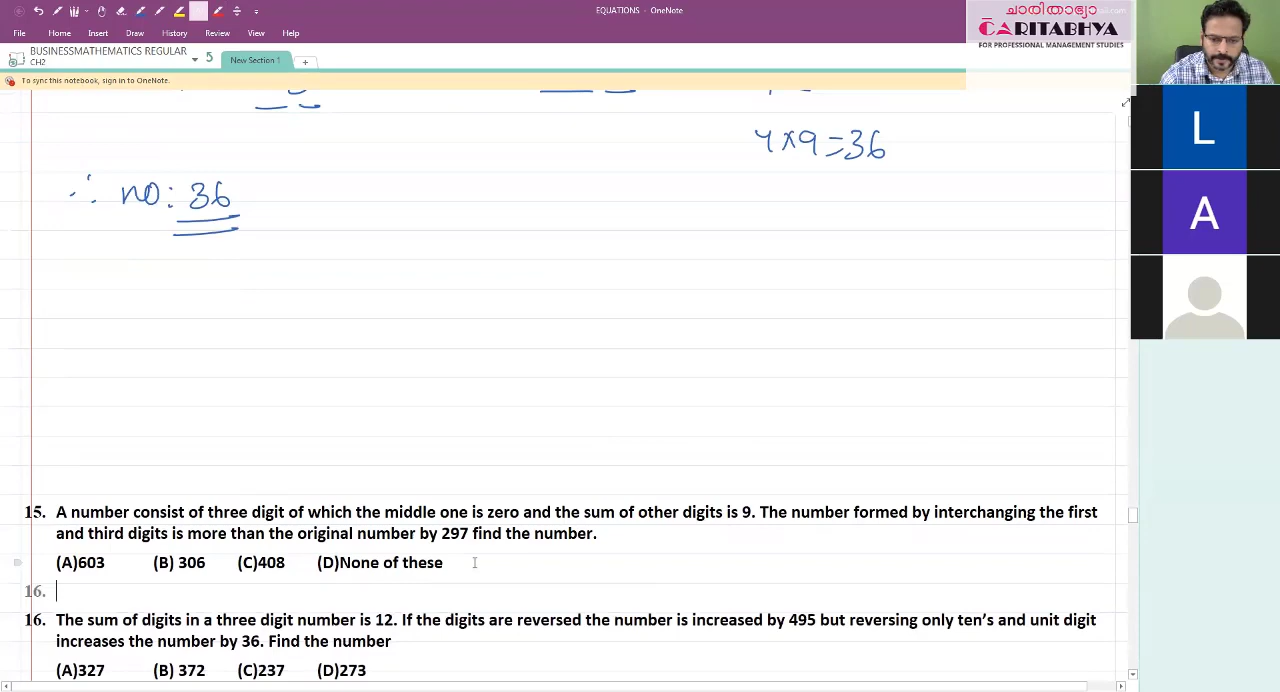 EQUATIONS - OneNote
ചാരിതാഭ്യാ
CARITABHYA
FOR PROFESSIONAL MANAGEMENT STUDIES
File Home Insert Draw History Review View Help
BUSINESSMATHEMATICS REGULAR
CH2
New Section 1
+
To sync this notebook, sign in to OneNote.
4 x 9 = 36
∴ no: 36
L
A
15. A number consist of three digit of which the middle one is zero and the sum of other digits is 9. The number formed by interchanging the first
and third digits is more than the original number by 297 find the number.
(A)603 (B) 306 (C)408 (D)None of these
16.
16. The sum of digits in a three digit number is 12. If the digits are reversed the number is increased by 495 but reversing only ten’s and unit digit
increases the number by 36. Find the number
(A)327 (B) 372 (C)237 (D)273